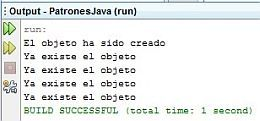 Output - PatronesJava (run)
run:
El objeto ha sido creado
Ya existe el objeto
Ya existe el objeto
Ya existe el objeto
Ya existe el objeto
BUILD SUCCESSFUL (total time: 1 second)